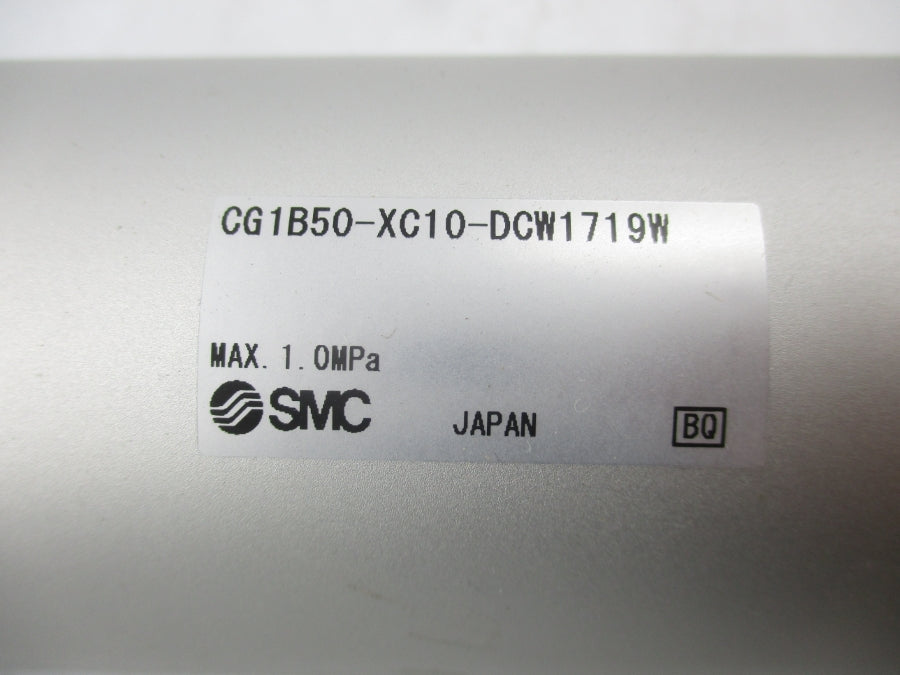 CG1B50-XC10-DCW1719W
MAX. 1.0MPa
SMC JAPAN BQ